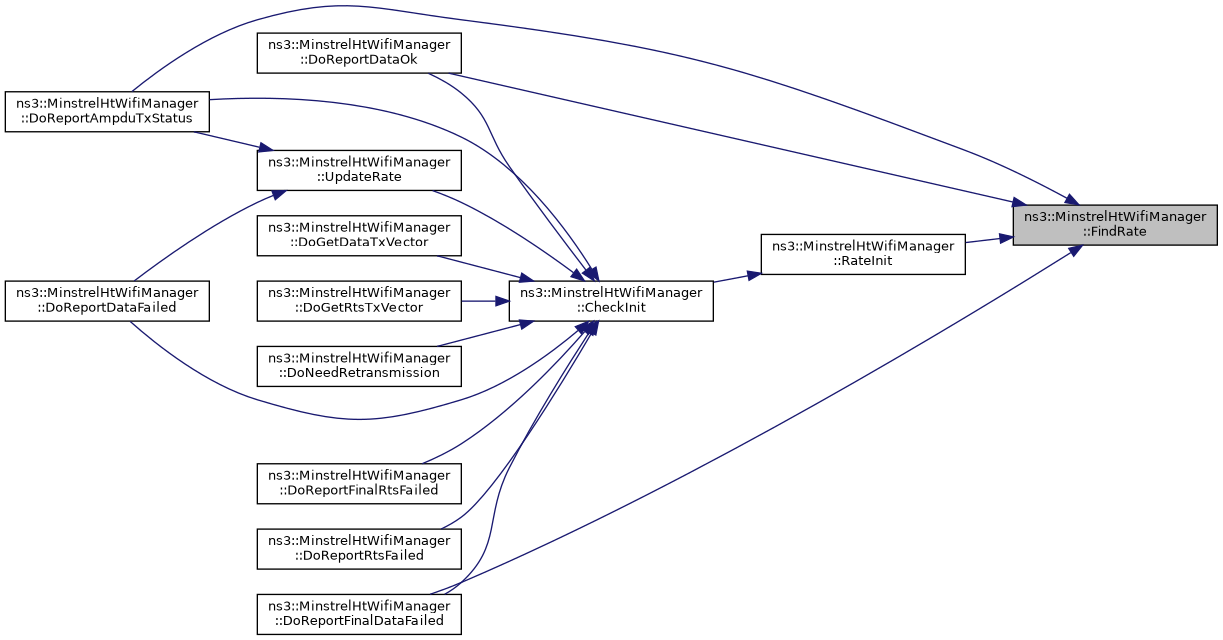 ns3::MinstrelHtWifiManager
::DoReportDataOk
ns3::MinstrelHtWifiManager
::DoReportAmpduTxStatus
ns3::MinstrelHtWifiManager
::UpdateRate
ns3::MinstrelHtWifiManager
::FindRate
ns3::MinstrelHtWifiManager
::DoGetDataTxVector
ns3::MinstrelHtWifiManager
::RateInit
ns3::MinstrelHtWifiManager
::DoReportDataFailed
ns3::MinstrelHtWifiManager
::DoGetRtsTxVector
ns3::MinstrelHtWifiManager
::CheckInit
ns3::MinstrelHtWifiManager
::DoNeedRetransmission
ns3::MinstrelHtWifiManager
::DoReportFinalRtsFailed
ns3::MinstrelHtWifiManager
::DoReportRtsFailed
ns3::MinstrelHtWifiManager
::DoReportFinalDataFailed